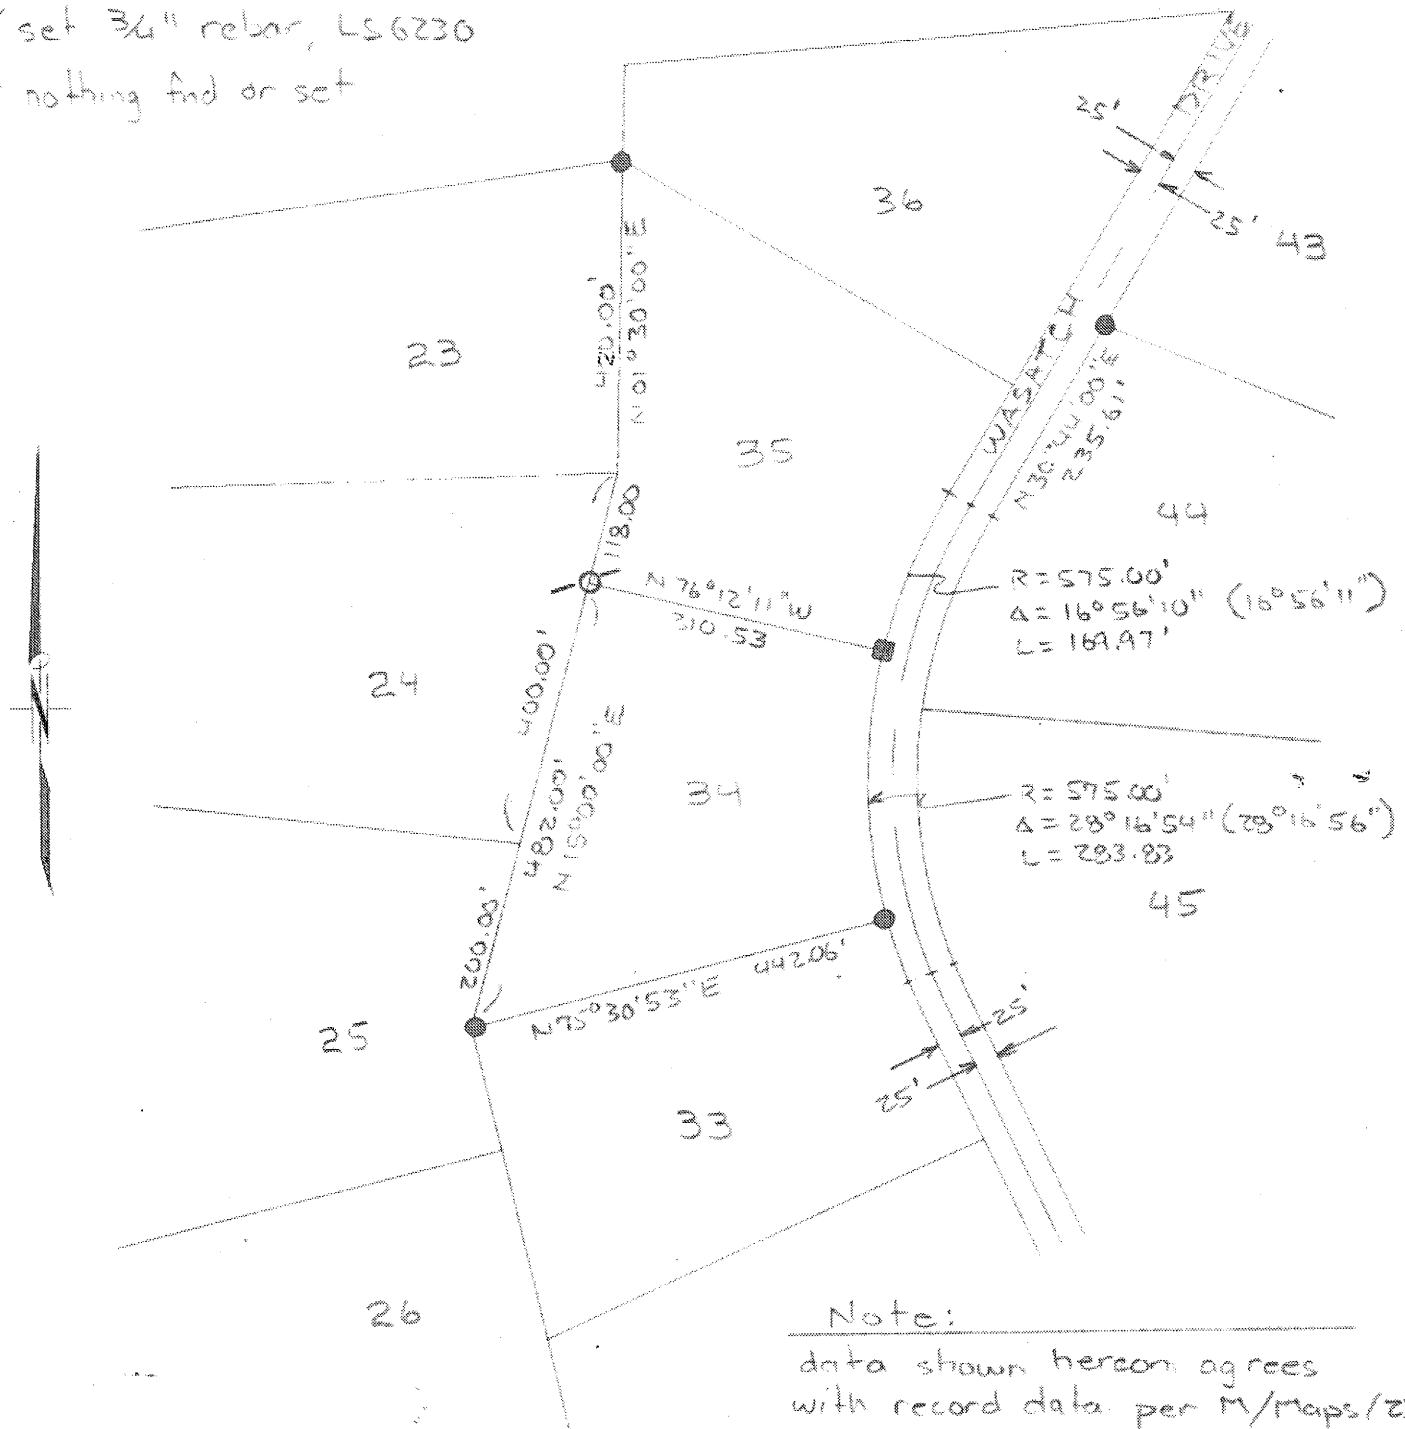 set 3/4" rebar, LS6230
nothing fnd or set
DRIVE
25'
36
25'
43
N 01° 30' 00" E
420.00'
23
WASATCH
N 30° 44' 00" E
235.61'
35
118.00
44
N 76° 12' 11" W
310.53
R = 575.00'
Δ = 16° 56' 10" (16° 56' 11")
L = 169.97'
24
400.00'
482.00'
N 15° 00' 00" E
34
R = 575.00'
Δ = 28° 16' 54" (28° 16' 56")
L = 283.83
45
200.00'
442.06'
N 75° 30' 53" E
25
25'
25'
33
26
Note:
data shown hereon agrees
with record data per M/Maps/